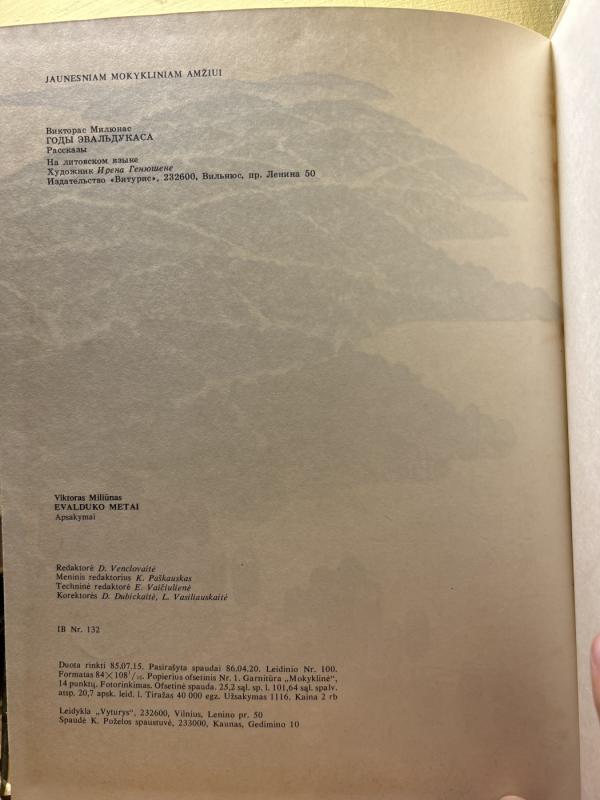 JAUNESNIAM MOKYKLINIAM AMŽIUI
Викторас Милюнас
ГОДЫ ЭВАЛЬДУКАСА
Рассказы
На литовском языке
Художник Ирена Генюшене
Издательство «Витурис», 232600, Вильнюс, пр. Ленина 50
Viktoras Miliūnas
EVALDUKO METAI
Apsakymai
Redaktorė D. Venclovaitė
Meninis redaktorius K. Paškauskas
Techninė redaktorė E. Vaičiulienė
Korektorės D. Dubickaitė, L. Vasiliauskaitė
IB Nr. 132
Duota rinkti 85.07.15. Pasirašyta spaudai 86.04.20. Leidinio Nr. 100.
Formatas 84×108¹/₁₆. Popierius ofsetinis Nr. 1. Garnitūra „Mokyklinė",
14 punktų. Fotorinkimas. Ofsetinė spauda. 25,2 sąl. sp. l. 101,64 sąl. spalv.
atsp. 20,7 apsk. leid. l. Tiražas 40 000 egz. Užsakymas 1116. Kaina 2 rb
Leidykla „Vyturys", 232600, Vilnius, Lenino pr. 50
Spaudė K. Poželos spaustuvė, 233000, Kaunas, Gedimino 10